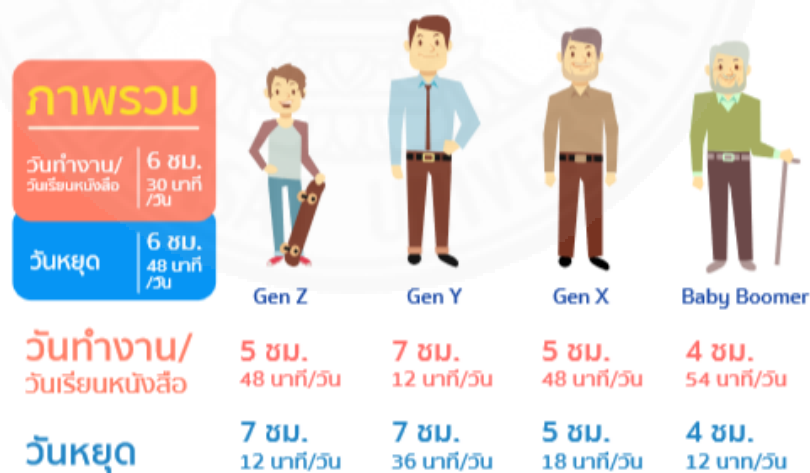 ภาพรวม
วันทำงาน/
วันเรียนหนังสือ
6 ชม.
30 นาที
/วัน
วันหยุด
6 ชม.
48 นาที
/วัน
Gen Z Gen Y Gen X Baby Boomer
วันทำงาน/
วันเรียนหนังสือ
5 ชม. 7 ชม. 5 ชม. 4 ชม.
48 นาที/วัน 12 นาที/วัน 48 นาที/วัน 54 นาที/วัน
วันหยุด
7 ชม. 7 ชม. 5 ชม. 4 ชม.
12 นาที/วัน 36 นาที/วัน 18 นาที/วัน 12 นาท/วัน